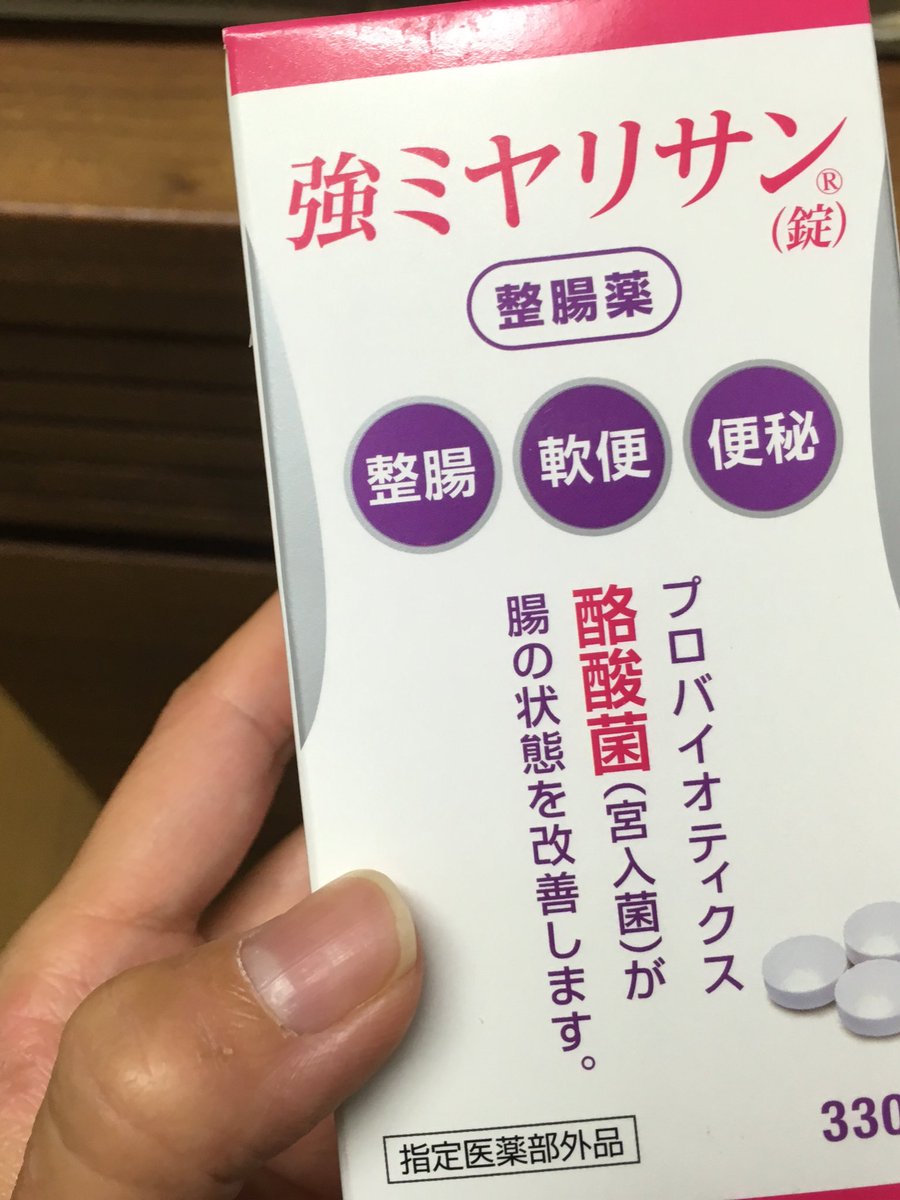 強ミヤリサン®
(錠)
整腸薬
整腸
軟便
便秘
プロバイオティクス
酪酸菌(宮入菌)が
腸の状態を改善します。
330
指定医薬部外品